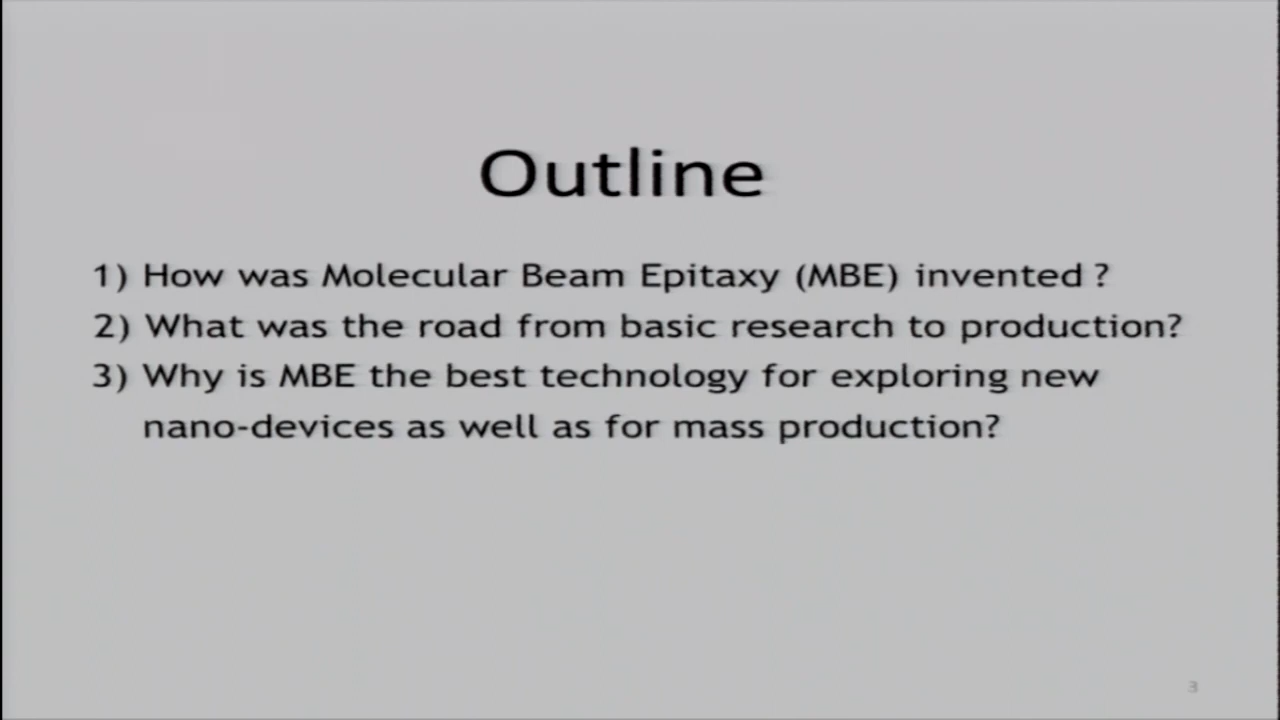 Outline
1) How was Molecular Beam Epitaxy (MBE) invented ?
2) What was the road from basic research to production?
3) Why is MBE the best technology for exploring new
nano-devices as well as for mass production?
3